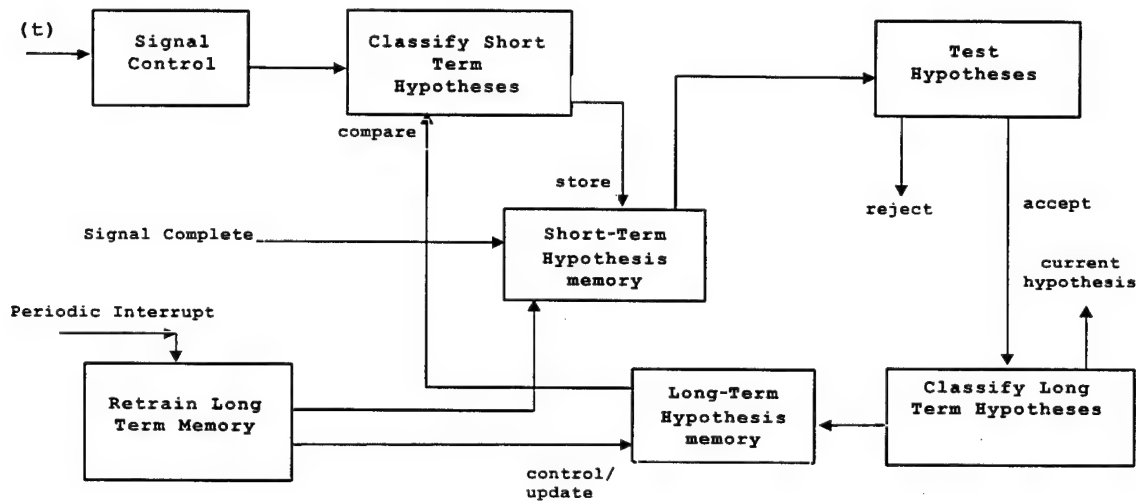 (t)
Signal
Control
Classify Short
Term
Hypotheses
Test
Hypotheses
compare
store
reject
accept
Signal Complete
Short-Term
Hypothesis
memory
current
hypothesis
Periodic Interrupt
Retrain Long
Term Memory
Long-Term
Hypothesis
memory
Classify Long
Term Hypotheses
control/
update